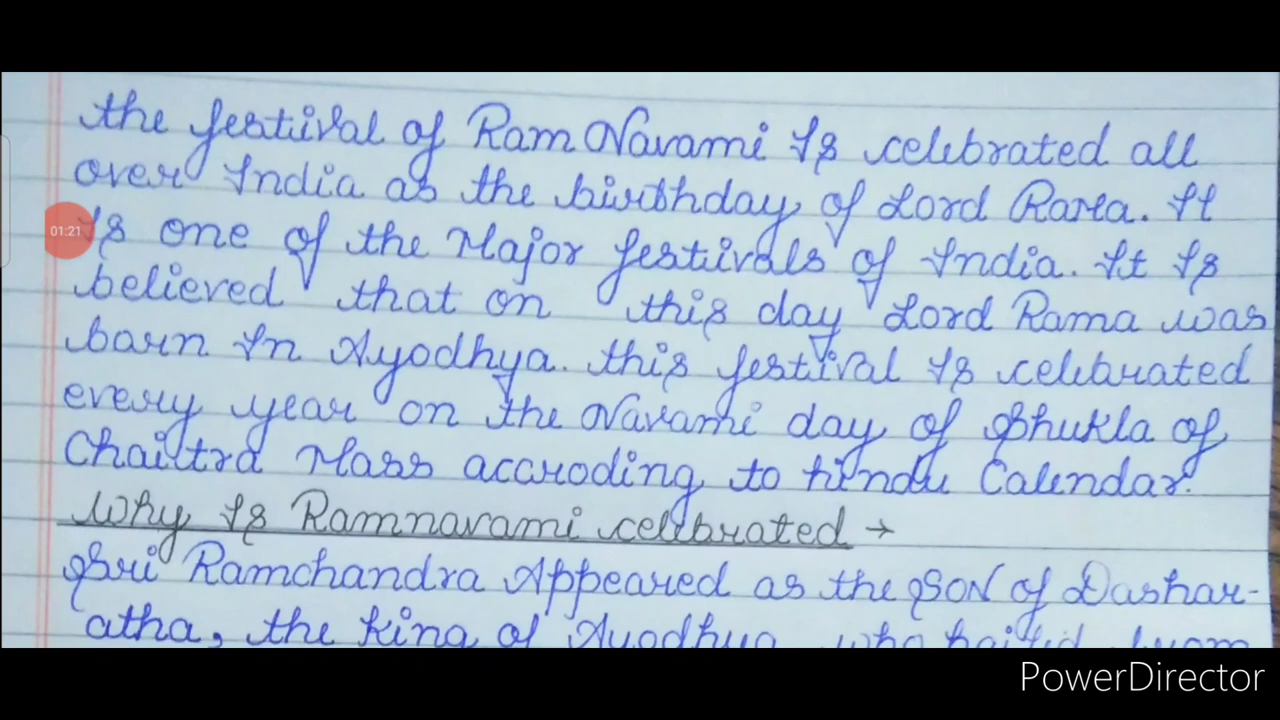 the festival of Ram Navami Is celebrated all
over India as the birthday of Lord Rama. It
Is one of the Major festivals of India. It Is
01:21
believed that on this day Lord Rama was
born In Ayodhya. this festival Is celebrated
every year on the Navami day of Shukla of
Chaitra Mass accroding to hindu Calendar.
Why Is Ramnavami celebrated →
Sri Ramchandra Appeared as the SON of Dashar-
atha, the king of Ayodhya, who hailed from
PowerDirector